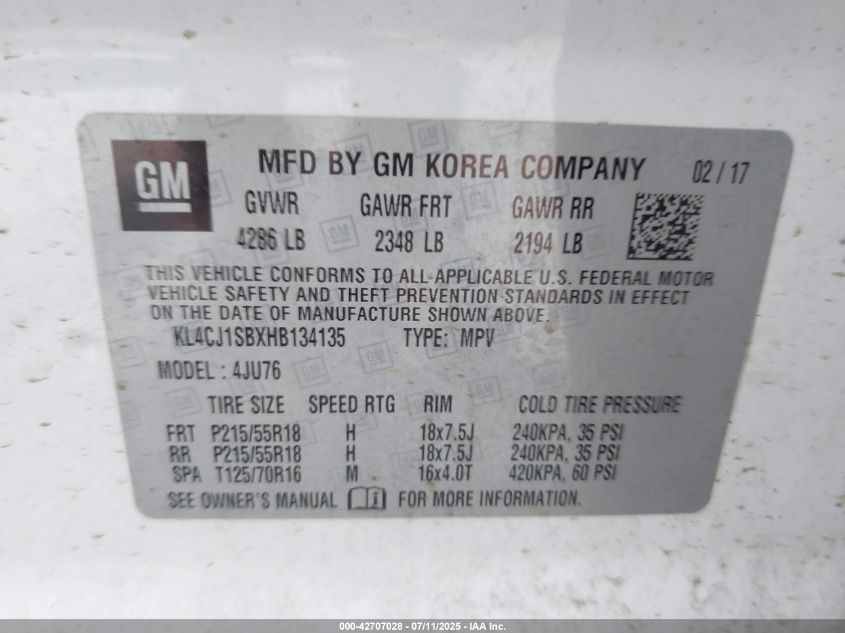 GM
MFD BY GM KOREA COMPANY 02/17
GVWR GAWR FRT GAWR RR
4286 LB 2348 LB 2194 LB
THIS VEHICLE CONFORMS TO ALL APPLICABLE U.S. FEDERAL MOTOR
VEHICLE SAFETY AND THEFT PREVENTION STANDARDS IN EFFECT
ON THE DATE OF MANUFACTURE SHOWN ABOVE.
KL4CJ1SBXHB134135 TYPE: MPV
MODEL : 4JU76
TIRE SIZE SPEED RTG RIM COLD TIRE PRESSURE
FRT P215/55R18 H 18x7.5J 240KPA, 35 PSI
RR P215/55R18 H 18x7.5J 240KPA, 35 PSI
SPA T125/70R16 M 16x4.0T 420KPA, 60 PSI
SEE OWNER'S MANUAL FOR MORE INFORMATION.
000-42707028 - 07/11/2025 - IAA Inc.